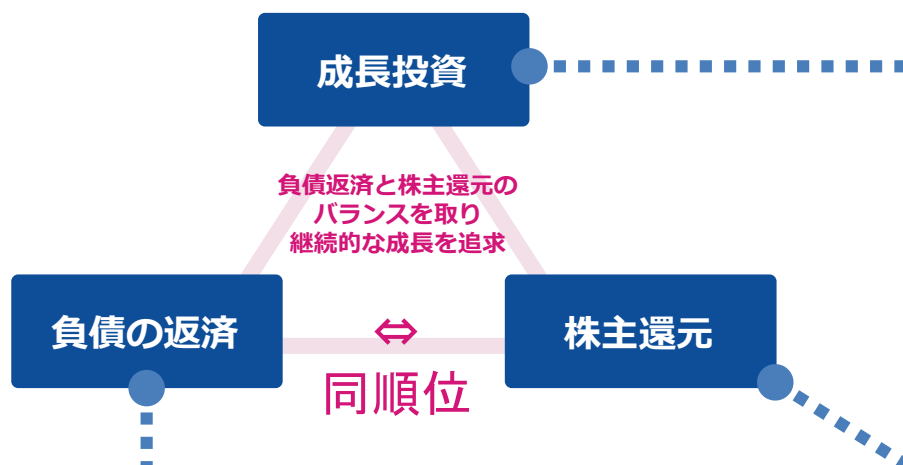 成長投資
負債返済と株主還元の
バランスを取り
継続的な成長を追求
負債の返済
⇔
株主還元
同順位